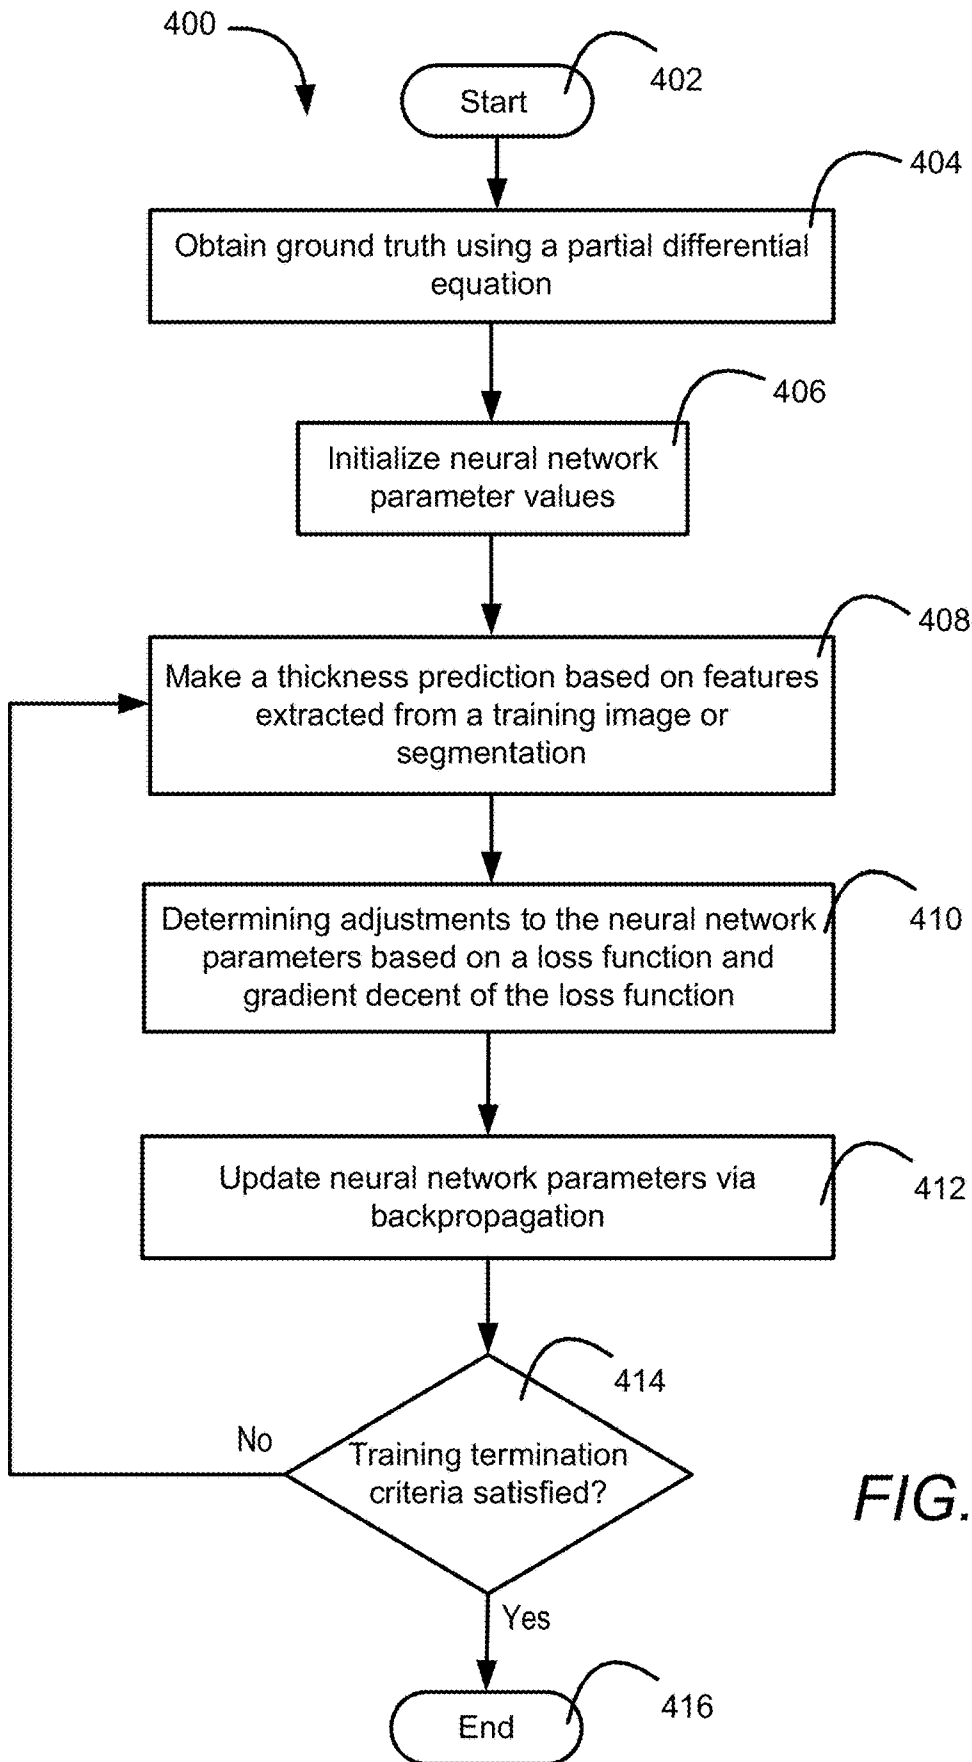 400
402
Start
404
Obtain ground truth using a partial differential
equation
406
Initialize neural network
parameter values
408
Make a thickness prediction based on features
extracted from a training image or
segmentation
410
Determining adjustments to the neural network
parameters based on a loss function and
gradient decent of the loss function
412
Update neural network parameters via
backpropagation
414
No
Training termination
criteria satisfied?
FIG.
Yes
416
End